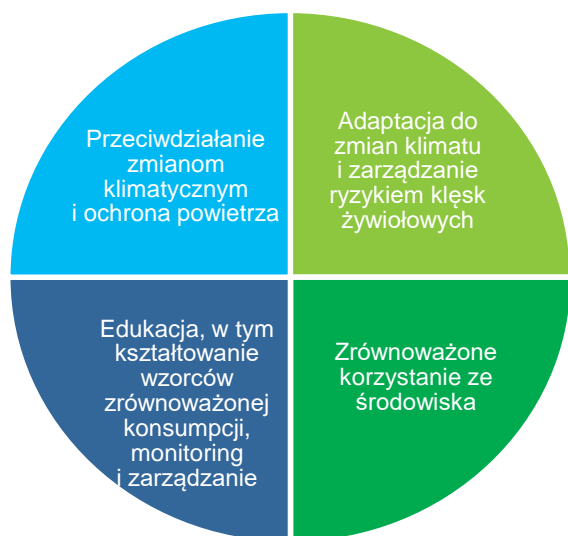 Przeciwdziałanie
zmianom
klimatycznym
i ochrona powietrza
Adaptacja do
zmian klimatu
i zarządzanie
ryzykiem klęsk
żywiołowych
Edukacja, w tym
kształtowanie
wzorców
zrównoważonej
konsumpcji,
monitoring
i zarządzanie
Zrównoważone
korzystanie ze
środowiska